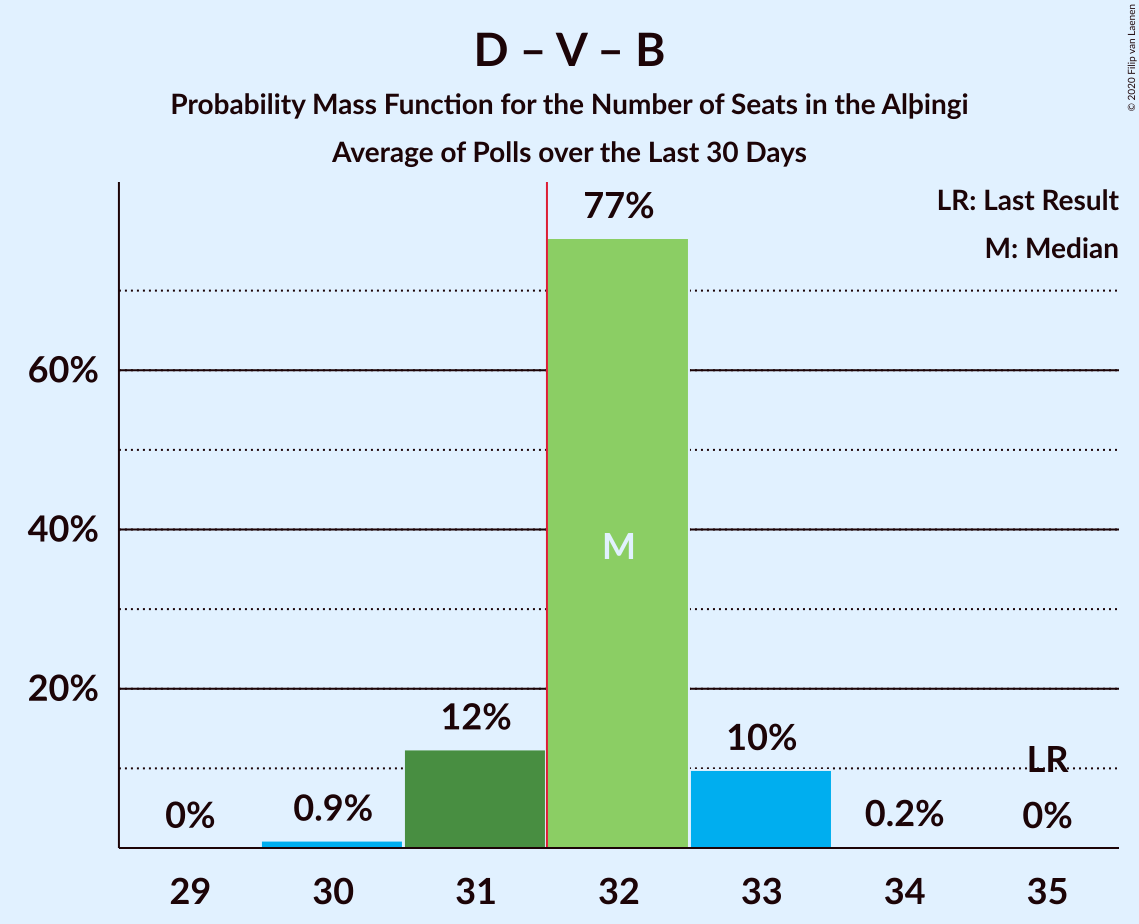 D – V – B
Probability Mass Function for the Number of Seats in the Alþingi
Average of Polls over the Last 30 Days
© 2020 Filip van Laenen
LR: Last Result
M: Median
77%
60%
40%
M
20%
12%
10%
LR
0%
0.9%
0.2%
0%
29
30
31
32
33
34
35